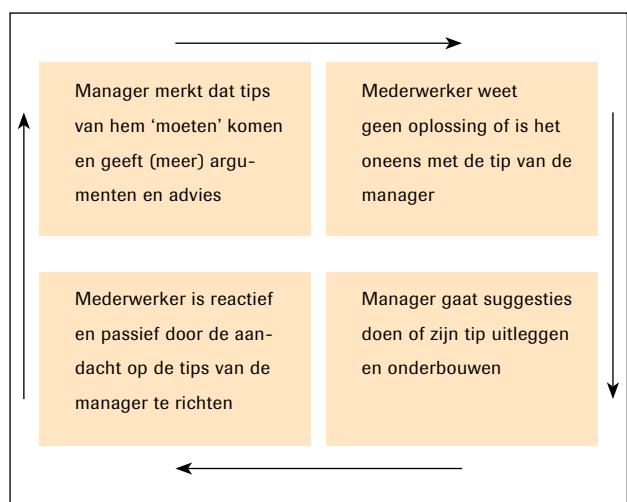 Manager merkt dat tips
van hem ‘moeten’ komen
en geeft (meer) argu-
menten en advies
Mederwerker weet
geen oplossing of is het
oneens met de tip van de
manager
Mederwerker is reactief
en passief door de aan-
dacht op de tips van de
manager te richten
Manager gaat suggesties
doen of zijn tip uitleggen
en onderbouwen